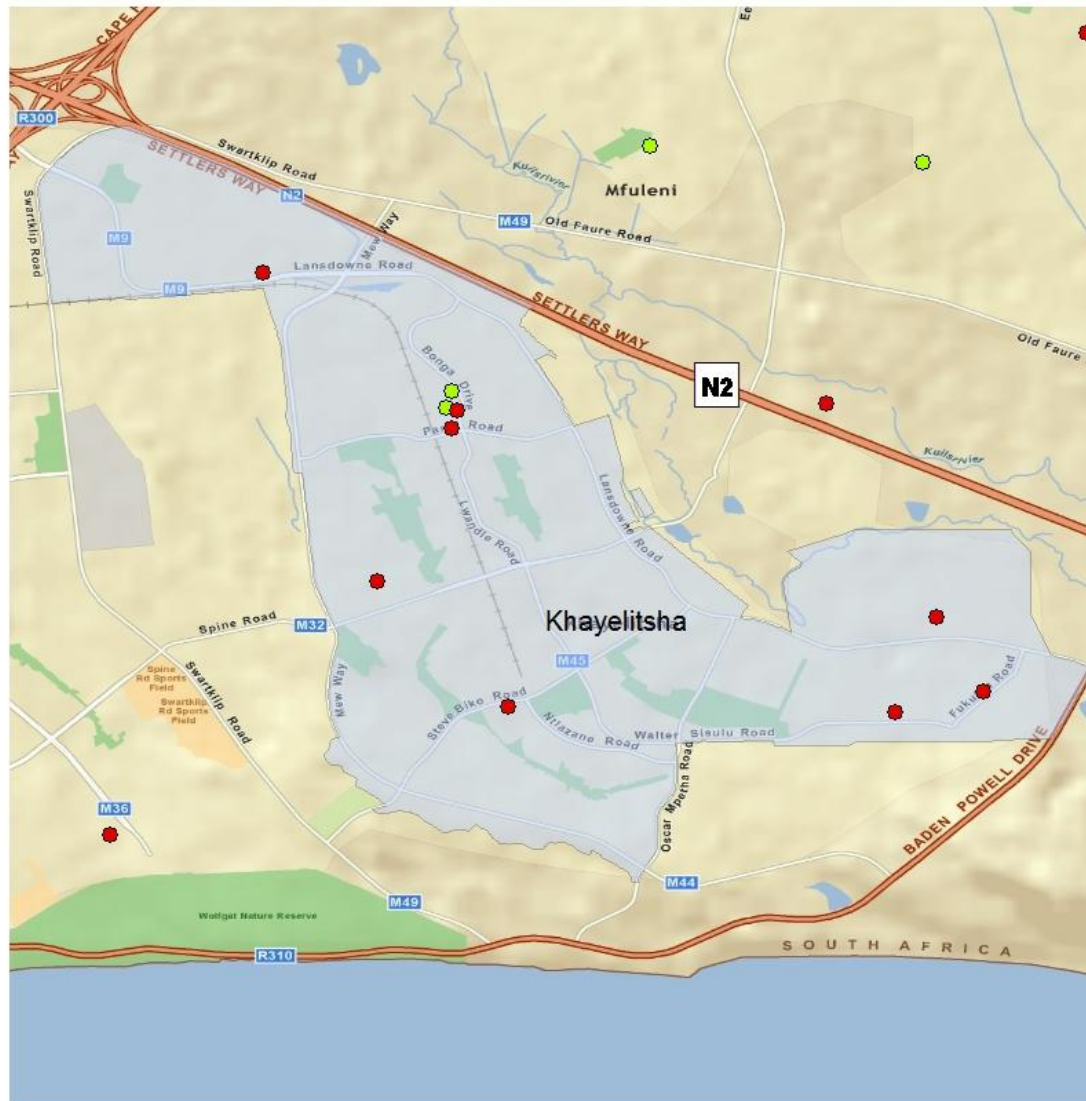 CAPE
Ee
R300
Swartklip Road
SETTLERS WAY
N2
Kuilsrivier
Mfuleni
M49
Old Faure Road
Mew Way
Swartklip Road
M9
Lansdowne Road
M9
SETTLERS WAY
Old Faure
Bonga Drive
N2
Road
Kuilsrivier
Lwandle Road
Lansdowne Road
Spine Road
M32
Khayelitsha
M45
Spine
Rd Sports
Field
Swartklip
Rd Sports
Field
Swartklip Road
Mew Way
Steve Biko Road
Ntlazane Road
Walter Sisulu Road
Road
Oscar Mpetha Road
BADEN POWELL DRIVE
M36
M44
M49
Wolfgat Nature Reserve
R310
SOUTH AFRICA